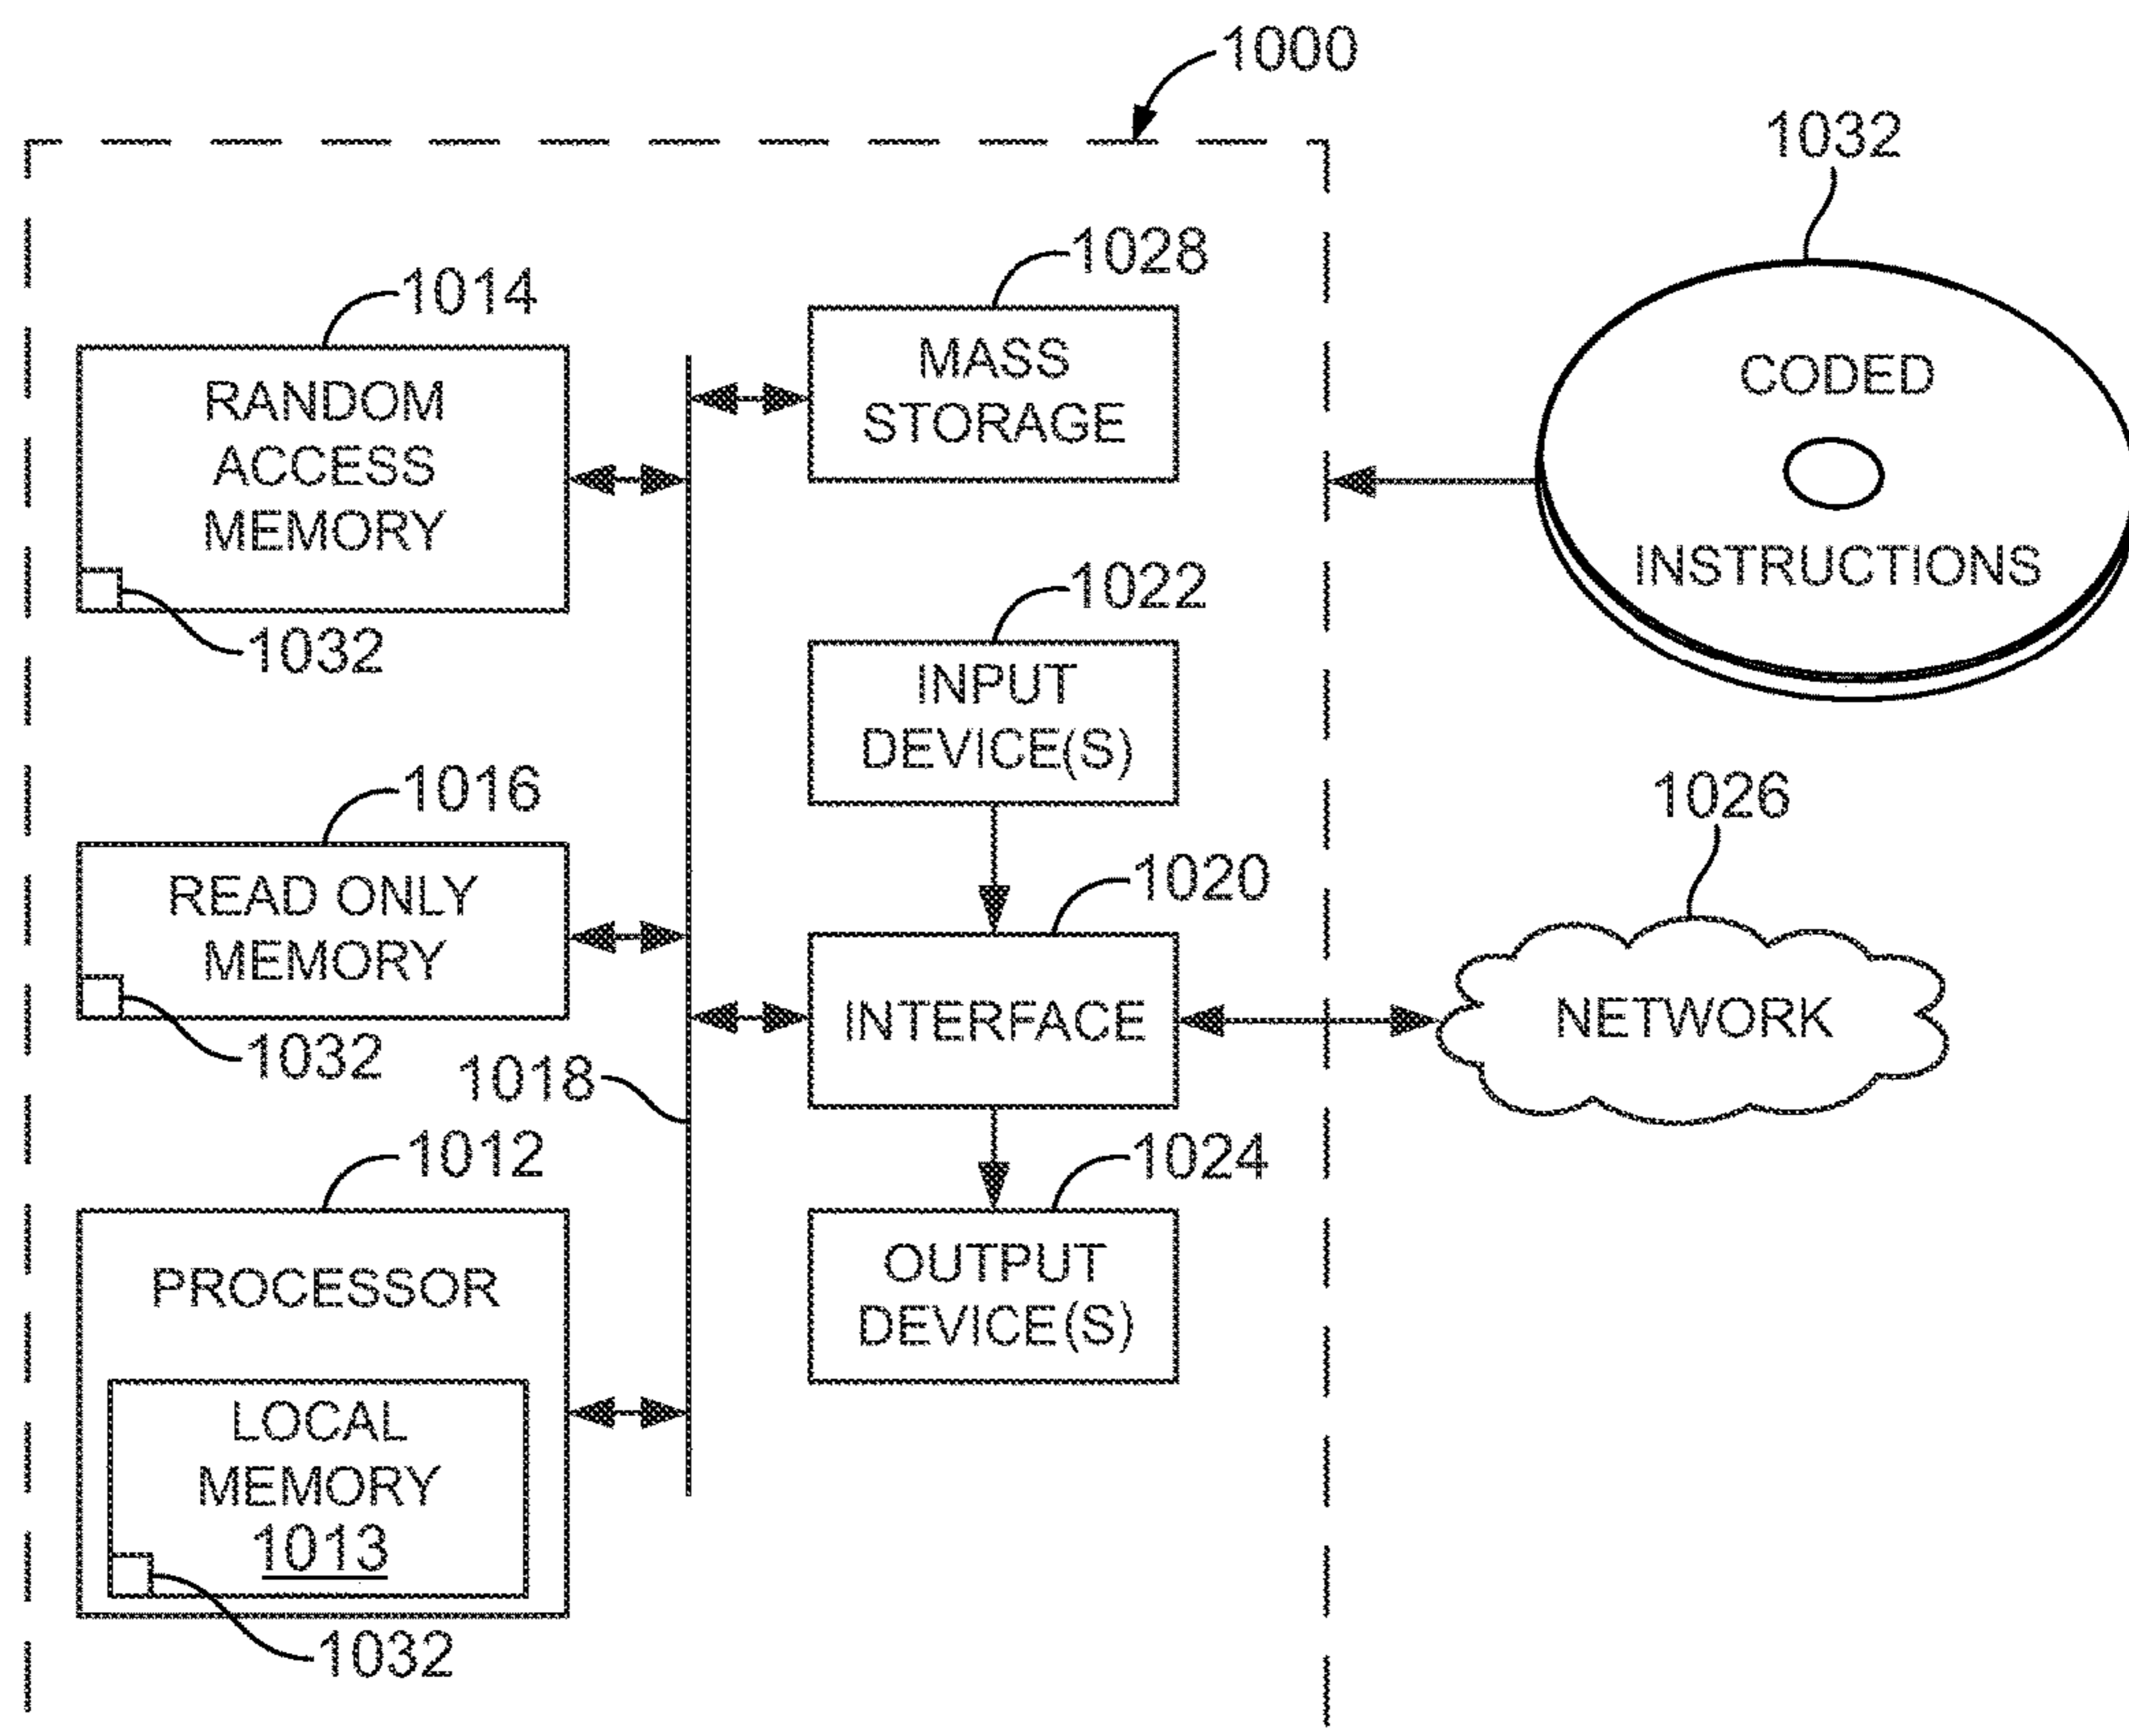 1000
1032
1028
1014
MASS
STORAGE
RANDOM
ACCESS
MEMORY
CODED
INSTRUCTIONS
1022
1032
INPUT
DEVICE(S)
1016
1026
1020
READ ONLY
MEMORY
INTERFACE
NETWORK
1032
1018
1012
1024
PROCESSOR
OUTPUT
DEVICE(S)
LOCAL
MEMORY
1013
1032